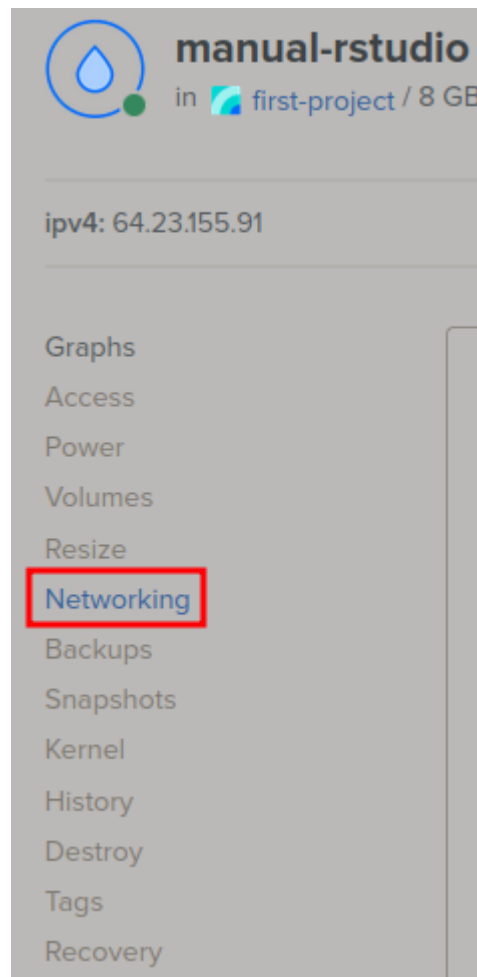 manual-rstudio
in first-project / 8 GB
ipv4: 64.23.155.91
Graphs
Access
Power
Volumes
Resize
Networking
Backups
Snapshots
Kernel
History
Destroy
Tags
Recovery